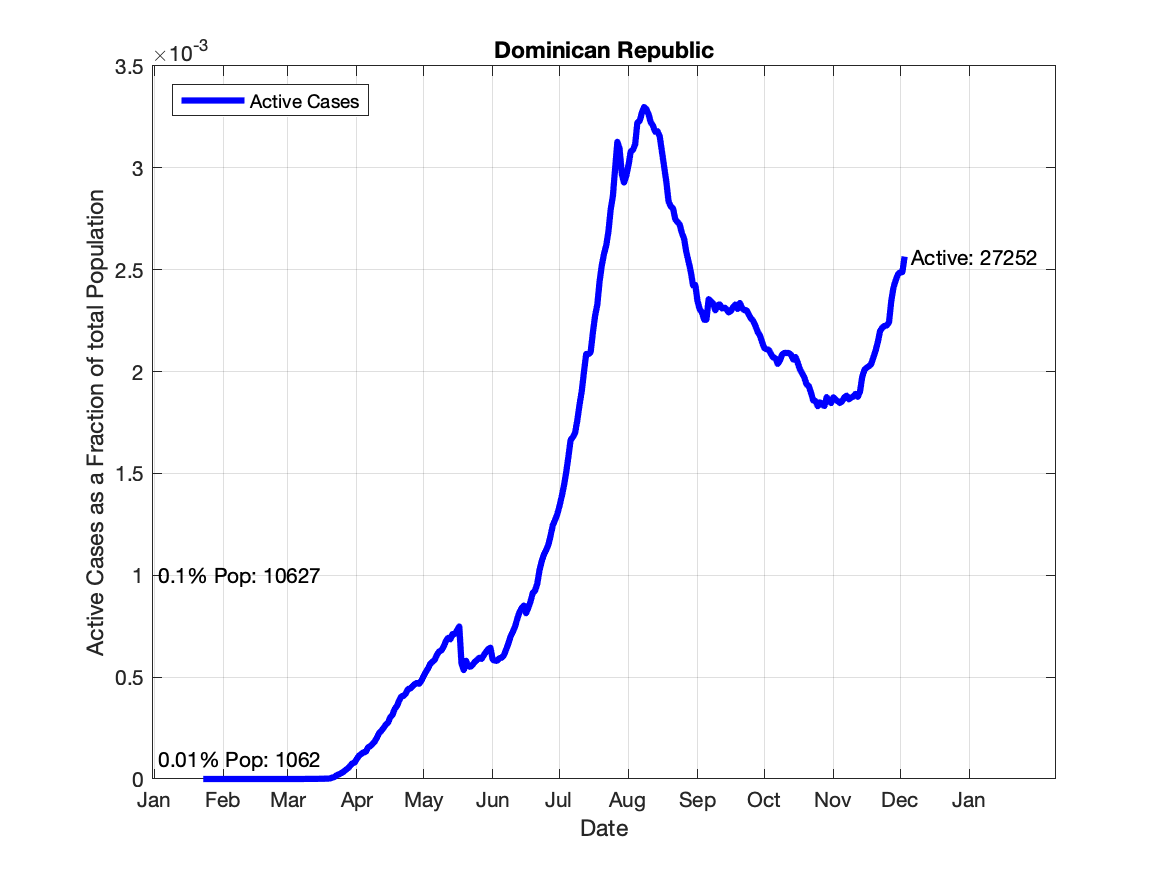 Dominican Republic
×10-3
3.5
3
2.5
2
1.5
1
0.5
0
Active Cases as a Fraction of total Population
Active Cases
Active: 27252
0.1% Pop: 10627
0.01% Pop: 1062
Jan Feb Mar Apr May Jun Jul Aug Sep Oct Nov Dec Jan
Date